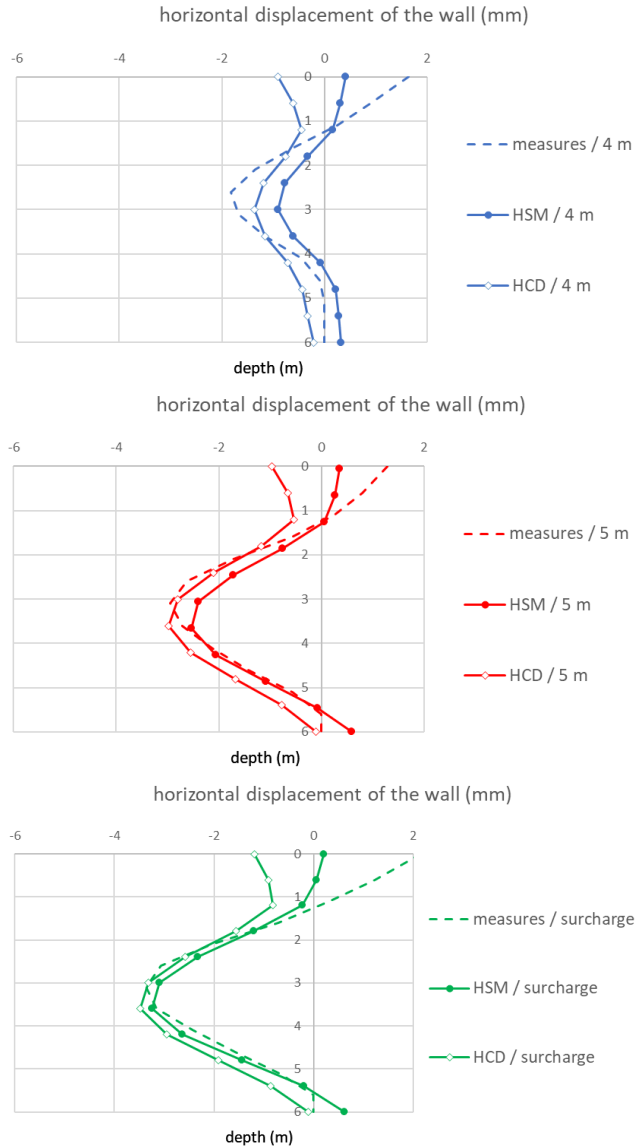 horizontal displacement of the wall (mm)
-6 -4 -2 0 2
0
1
2
3
4
5
6
measures / 4 m
HSM / 4 m
HCD / 4 m
depth (m)
horizontal displacement of the wall (mm)
-6 -4 -2 0 2
0
1
2
3
4
5
6
measures / 5 m
HSM / 5 m
HCD / 5 m
depth (m)
horizontal displacement of the wall (mm)
-6 -4 -2 0 2
0
1
2
3
4
5
6
measures / surcharge
HSM / surcharge
HCD / surcharge
depth (m)